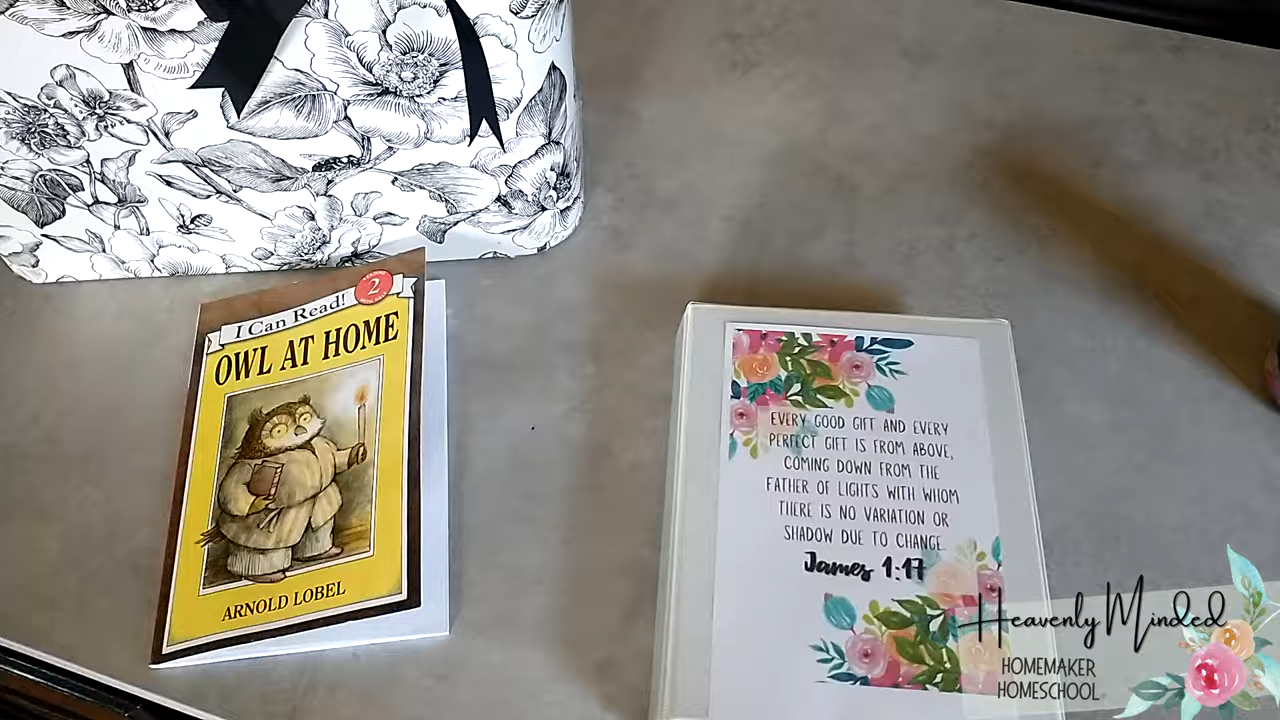 I Can Read!
2
OWL AT HOME
ARNOLD LOBEL
EVERY GOOD GIFT AND EVERY
PERFECT GIFT IS FROM ABOVE,
COMING DOWN FROM THE
FATHER OF LIGHTS WITH WHOM
THERE IS NO VARIATION OR
SHADOW DUE TO CHANGE.
James 1:17
Heavenly Minded
HOMEMAKER
HOMESCHOOL